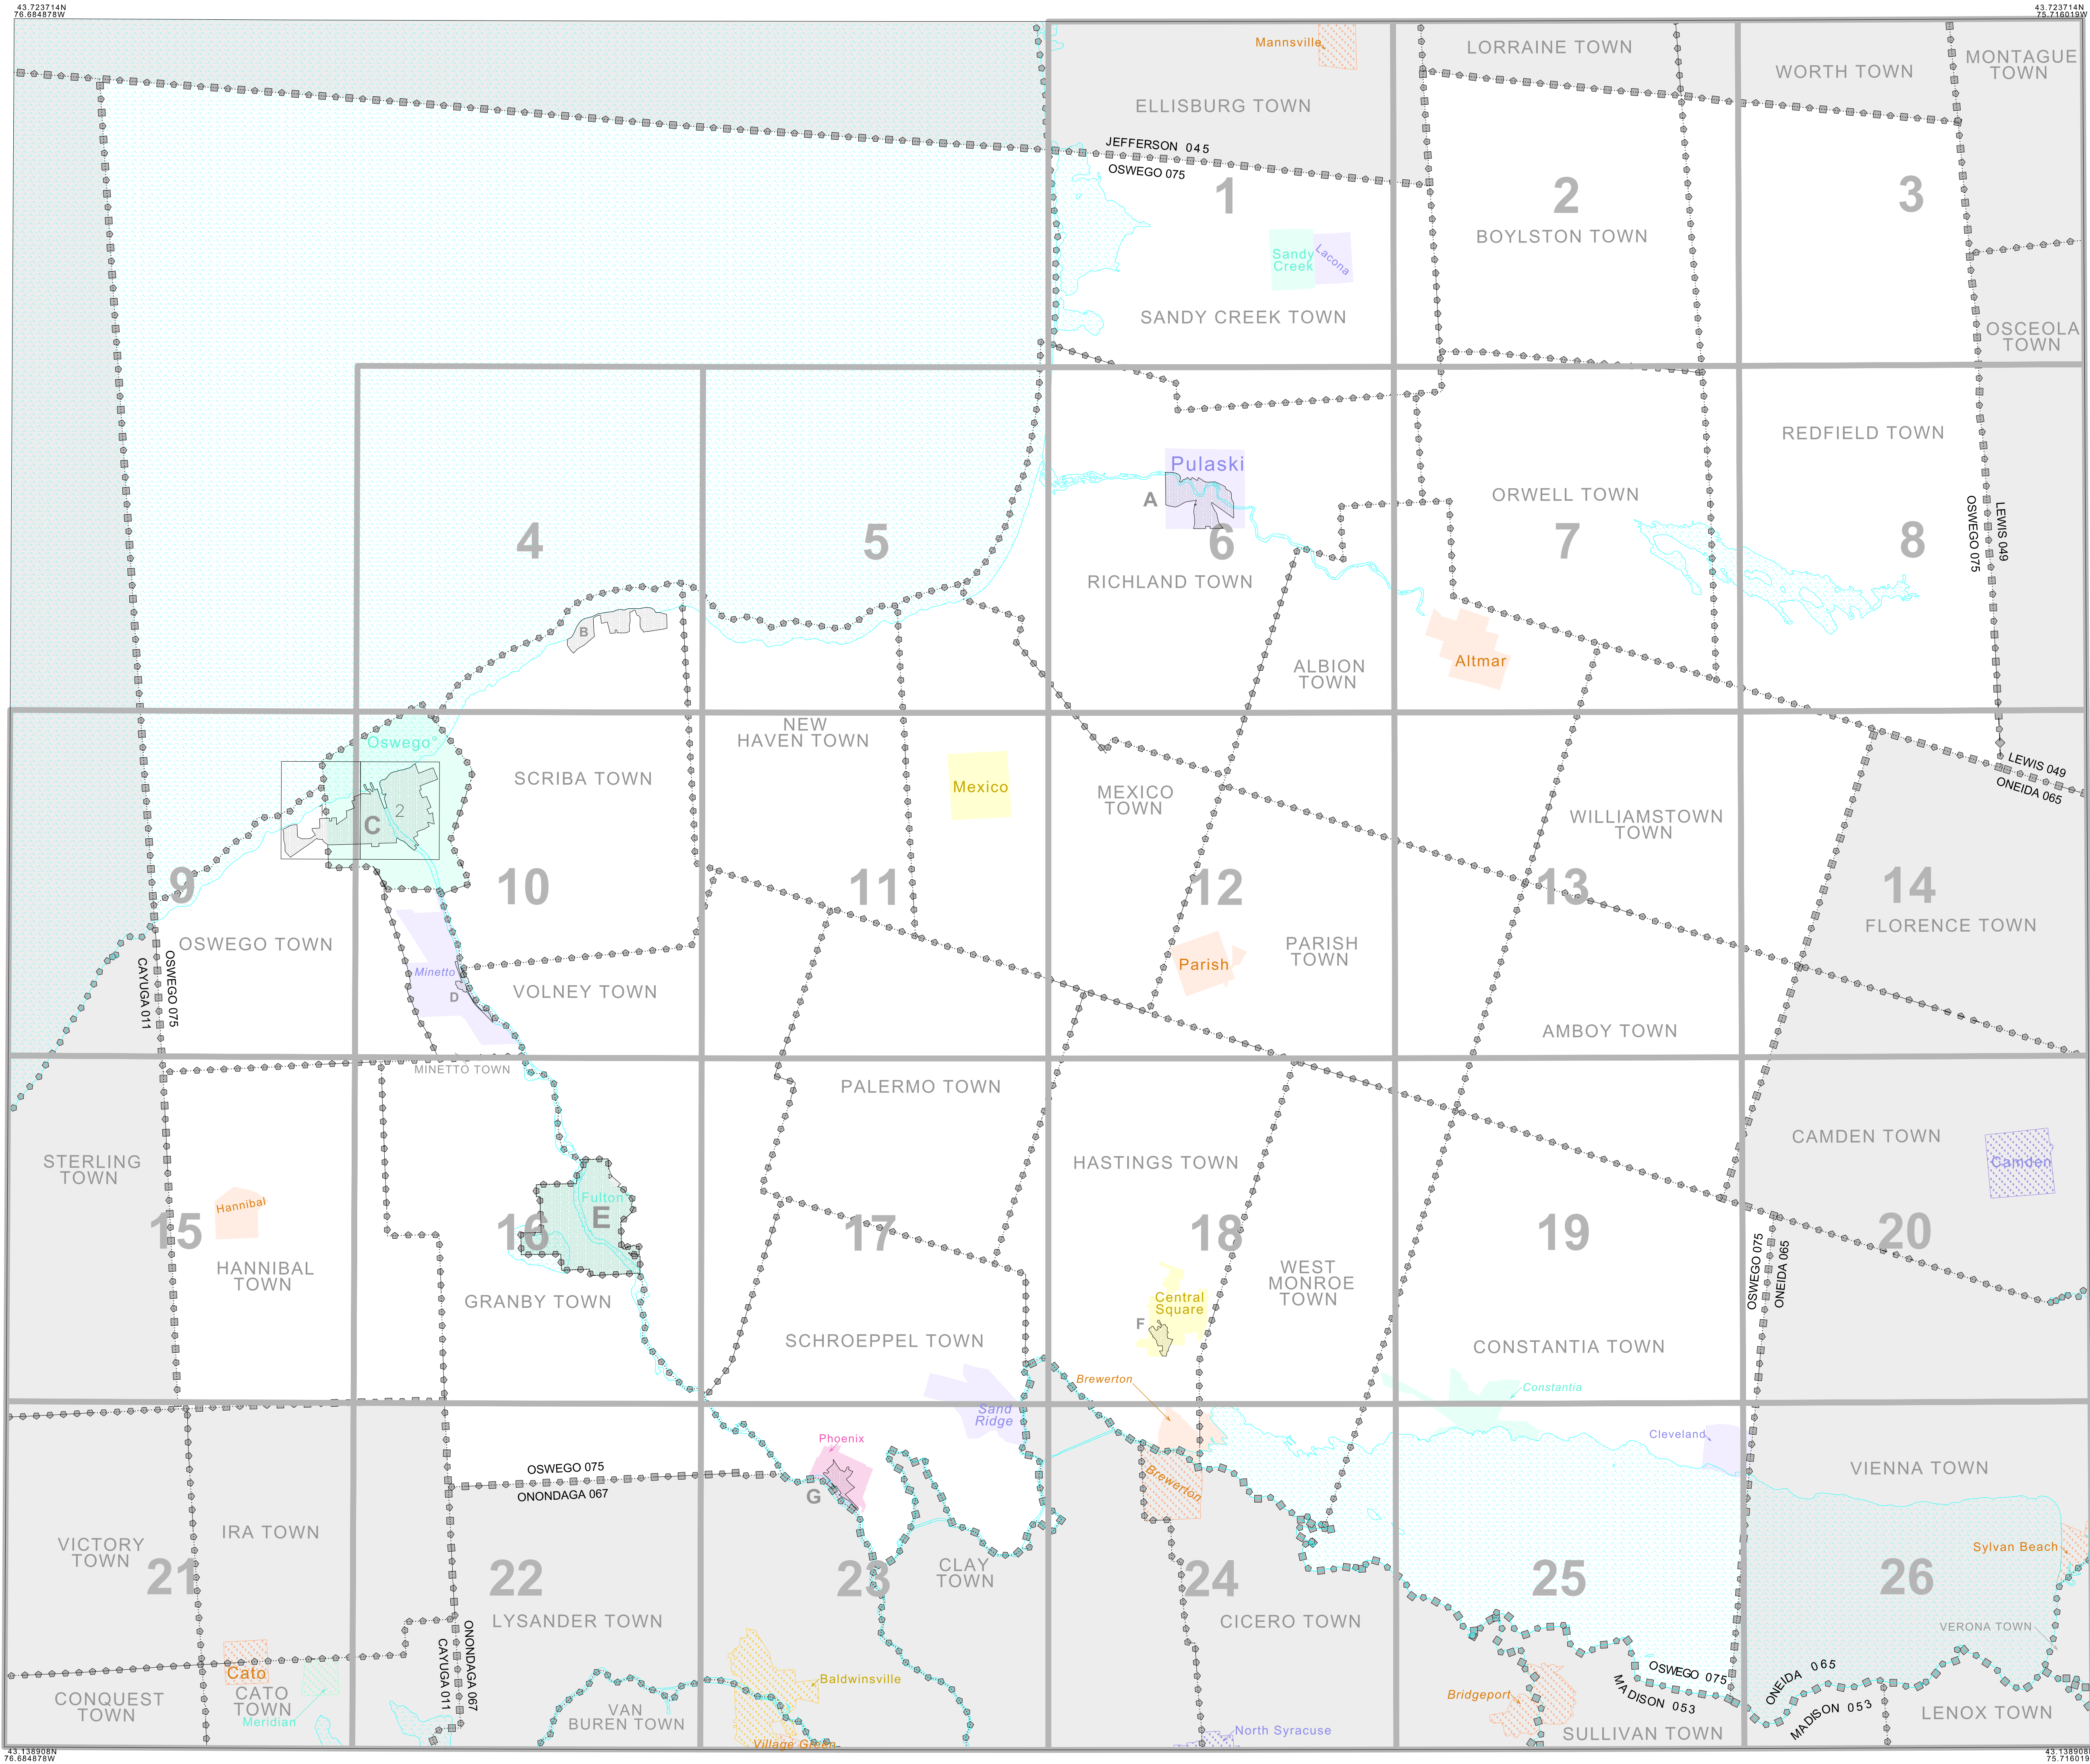 43.723714N
76.684878W
43.723714N
75.716019W
Mannsville
LORRAINE TOWN
WORTH TOWN
MONTAGUE
TOWN
ELLISBURG TOWN
JEFFERSON 045
OSWEGO 075
1
2
3
BOYLSTON TOWN
Sandy
Creek
Lacona
SANDY CREEK TOWN
OSCEOLA
TOWN
REDFIELD TOWN
Pulaski
A
ORWELL TOWN
LEWIS 049
OSWEGO 075
4
5
6
7
8
RICHLAND TOWN
B
ALBION
TOWN
Altmar
NEW
HAVEN TOWN
Oswego
SCRIBA TOWN
LEWIS 049
ONEIDA 065
Mexico
MEXICO
TOWN
2
C
WILLIAMSTOWN
TOWN
9
10
11
12
13
14
FLORENCE TOWN
OSWEGO TOWN
PARISH
TOWN
Parish
OSWEGO 075
CAYUGA 011
Minetto
D
VOLNEY TOWN
AMBOY TOWN
MINETTO TOWN
PALERMO TOWN
CAMDEN TOWN
Camden
STERLING
TOWN
HASTINGS TOWN
Hannibal
Fulton
E
15
16
17
18
19
20
HANNIBAL
TOWN
WEST
MONROE
TOWN
OSWEGO 075
ONEIDA 065
GRANBY TOWN
Central
Square
F
SCHROEPPEL TOWN
CONSTANTIA TOWN
Brewerton
Constantia
Sand
Ridge
Phoenix
Cleveland
OSWEGO 075
ONONDAGA 067
G
Brewerton
VIENNA TOWN
IRA TOWN
VICTORY
TOWN
Sylvan Beach
21
22
23
CLAY
TOWN
24
25
26
LYSANDER TOWN
CICERO TOWN
VERONA TOWN
Cato
ONONDAGA 067
CAYUGA 011
OSWEGO 075
MADISON 053
ONEIDA 065
MADISON 053
Baldwinsville
CONQUEST
TOWN
CATO
TOWN
Meridian
VAN
BUREN TOWN
Bridgeport
LENOX TOWN
North Syracuse
SULLIVAN TOWN
Village Green
43.138908N
76.684878W
43.138908N
75.716019W